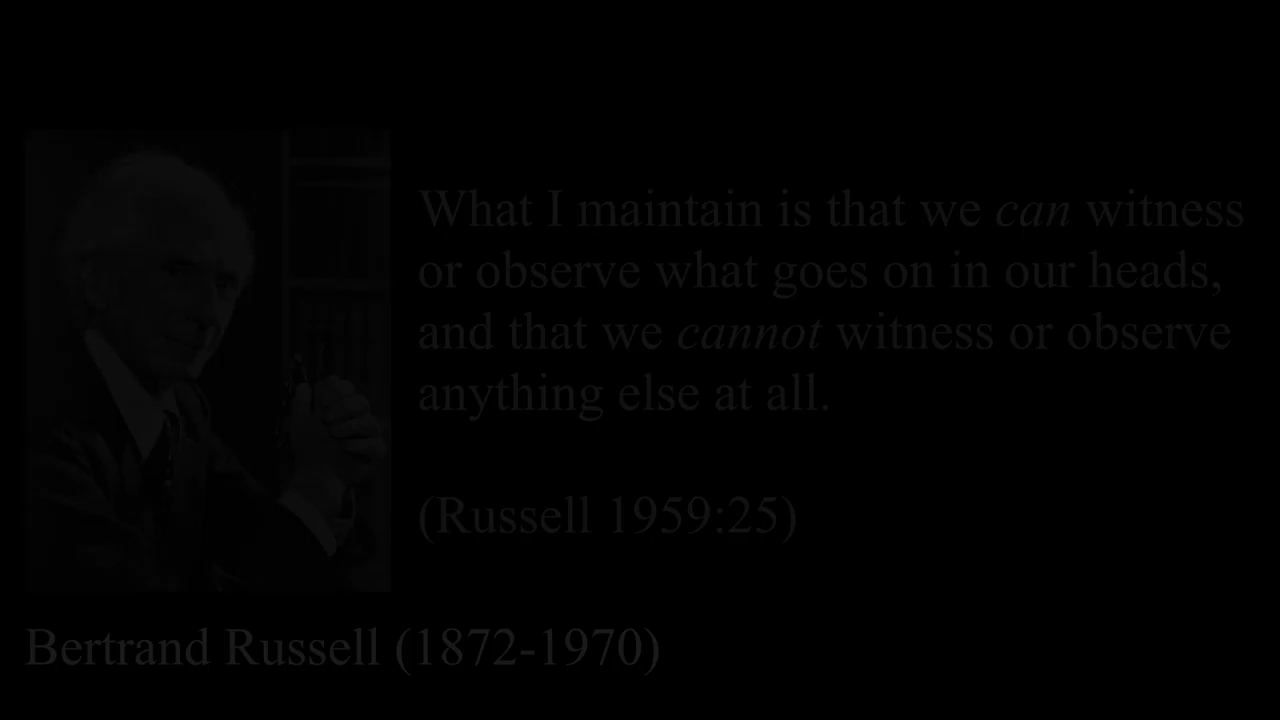 What I maintain is that we can witness
or observe what goes on in our heads,
and that we cannot witness or observe
anything else at all.
(Russell 1959:25)
Bertrand Russell (1872-1970)